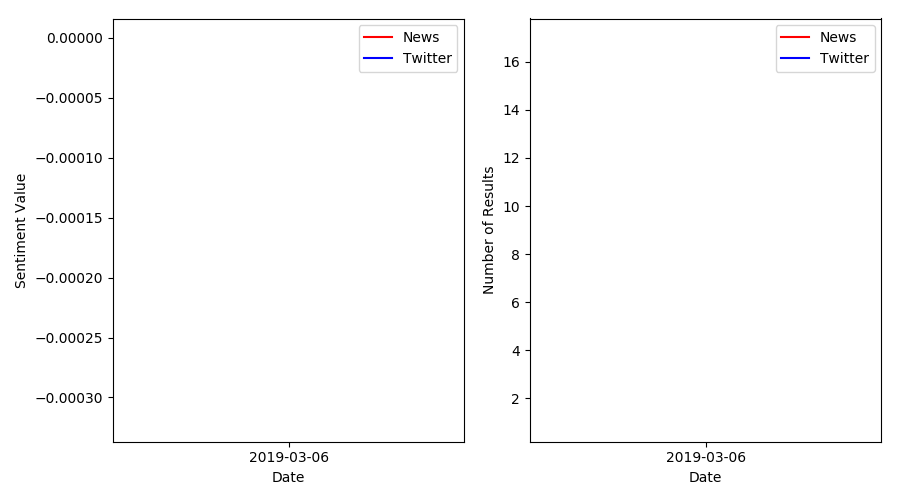 0.00000
−0.00005
−0.00010
−0.00015
−0.00020
−0.00025
−0.00030
Sentiment Value
2019-03-06
Date
News
Twitter
16
14
12
10
8
6
4
2
Number of Results
2019-03-06
Date
News
Twitter